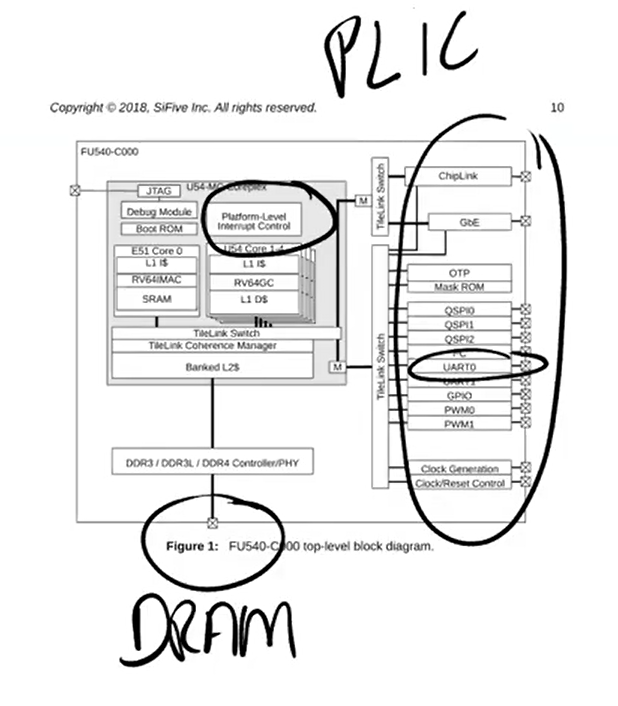 PLIC
Copyright © 2018, SiFive Inc. All rights reserved.
10
FU540-C000
U54-MC Coreplex
JTAG
Debug Module
Boot ROM
Platform-Level
Interrupt Control
E51 Core 0
L1 I$
RV64IMAC
SRAM
U54 Core 1-4
L1 I$
RV64GC
L1 D$
TileLink Switch
TileLink Coherence Manager
Banked L2$
M
M
TileLink Switch
TileLink Switch
ChipLink
GbE
OTP
Mask ROM
QSPI0
QSPI1
QSPI2
UART0
UART1
GPIO
PWM0
PWM1
Clock Generation
Clock/Reset Control
DDR3 / DDR3L / DDR4 Controller/PHY
Figure 1: FU540-C000 top-level block diagram.
DRAM